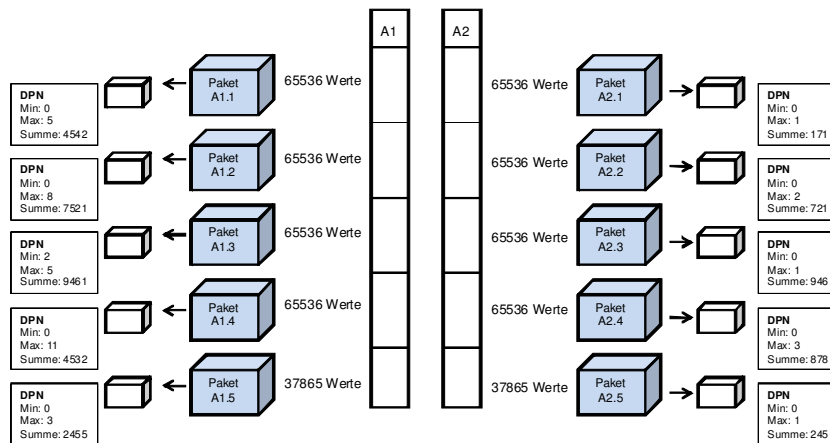 A1
A2
DPN
Min: 0
Max: 5
Summe: 4542
Paket
A1.1
65536 Werte
65536 Werte
Paket
A2.1
DPN
Min: 0
Max: 1
Summe: 171
DPN
Min: 0
Max: 8
Summe: 7521
Paket
A1.2
65536 Werte
65536 Werte
Paket
A2.2
DPN
Min: 0
Max: 2
Summe: 721
DPN
Min: 2
Max: 5
Summe: 9461
Paket
A1.3
65536 Werte
65536 Werte
Paket
A2.3
DPN
Min: 0
Max: 1
Summe: 946
DPN
Min: 0
Max: 11
Summe: 4532
Paket
A1.4
65536 Werte
65536 Werte
Paket
A2.4
DPN
Min: 0
Max: 3
Summe: 878
DPN
Min: 0
Max: 3
Summe: 2455
Paket
A1.5
37865 Werte
37865 Werte
Paket
A2.5
DPN
Min: 0
Max: 1
Summe: 245